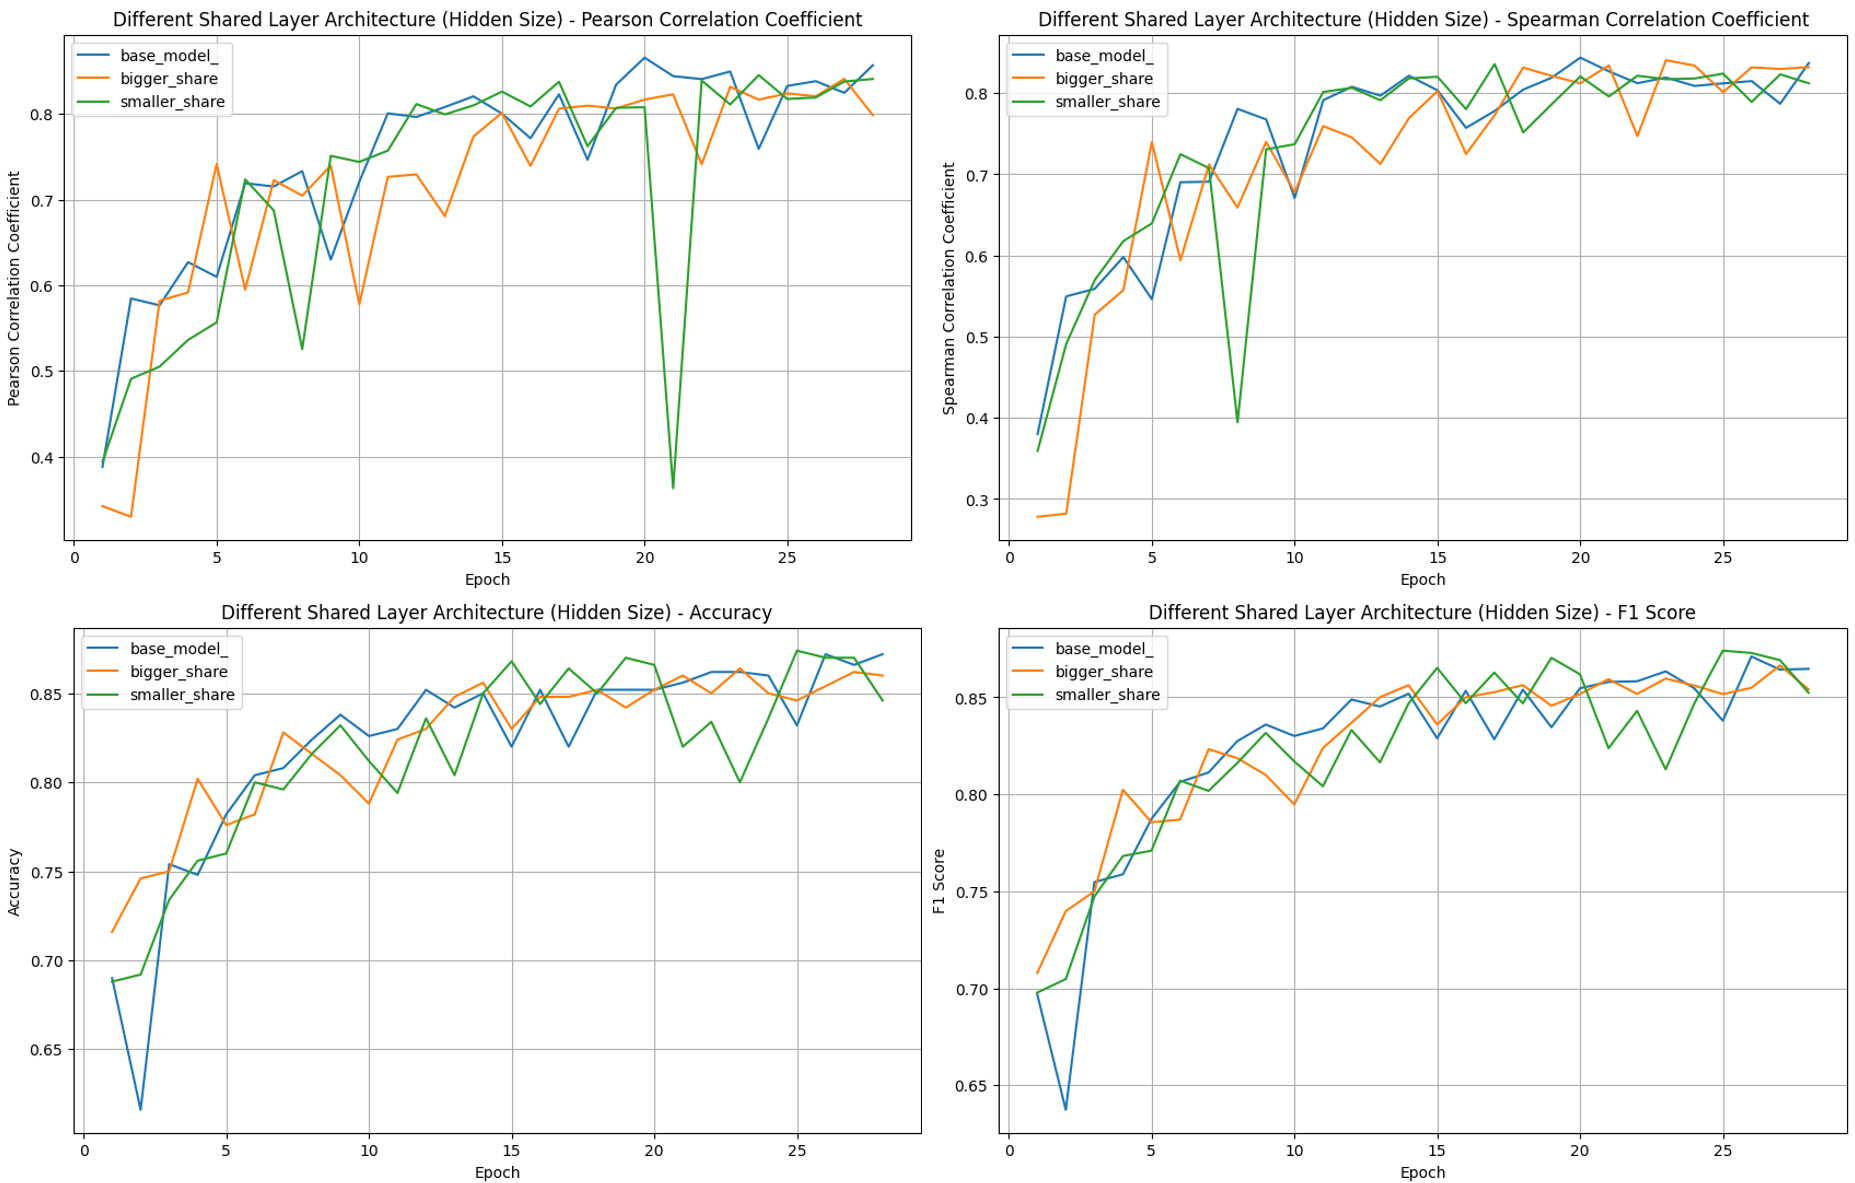 Different Shared Layer Architecture (Hidden Size) - Pearson Correlation Coefficient
base_model_
bigger_share
smaller_share
Pearson Correlation Coefficient
0.8
0.7
0.6
0.5
0.4
0
5
10
15
20
25
Epoch
Different Shared Layer Architecture (Hidden Size) - Spearman Correlation Coefficient
base_model_
bigger_share
smaller_share
Spearman Correlation Coefficient
0.8
0.7
0.6
0.5
0.4
0.3
0
5
10
15
20
25
Epoch
Different Shared Layer Architecture (Hidden Size) - Accuracy
base_model_
bigger_share
smaller_share
Accuracy
0.85
0.80
0.75
0.70
0.65
0
5
10
15
20
25
Epoch
Different Shared Layer Architecture (Hidden Size) - F1 Score
base_model_
bigger_share
smaller_share
F1 Score
0.85
0.80
0.75
0.70
0.65
0
5
10
15
20
25
Epoch